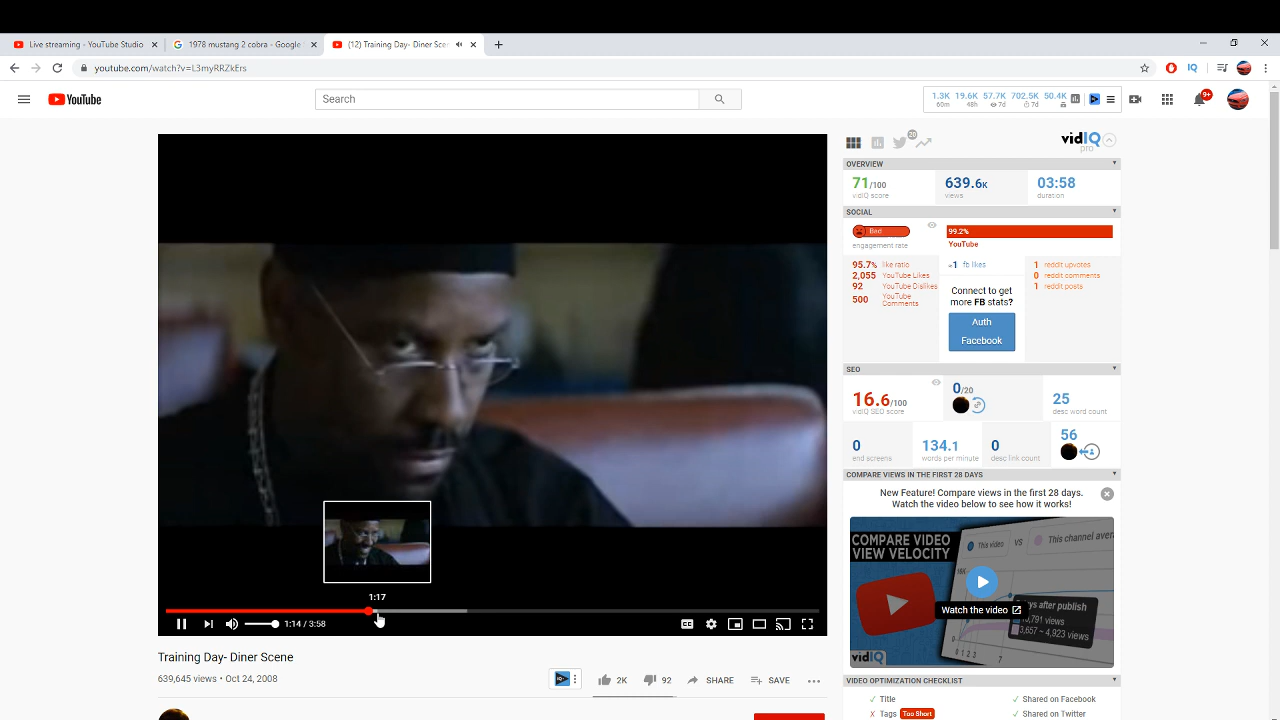 Live streaming - YouTube Studio
1978 mustang 2 cobra - Google
(12) Training Day- Diner Sce
youtube.com/watch?v=L3myRRZkErs
IQ
YouTube
Search
1.3K 19.6K 57.7K 702.5K 50.4K
60m 48h 7d 7d
9+
20
vidIQ
pro
OVERVIEW
71/100 639.6K 03:58
vidIQ score views duration
SOCIAL
Bad 99.2%
engagement rate YouTube
95.7% like ratio
2,055 YouTube Likes
92 YouTube Dislikes
500 YouTube Comments
≈1 fb likes
Connect to get
more FB stats?
Auth
Facebook
1 reddit upvotes
0 reddit comments
1 reddit posts
SEO
16.6/100 0/20 25
vidIQ SEO score desc word count
0 134.1 0 56
end screens words per minute desc link count
COMPARE VIEWS IN THE FIRST 28 DAYS
New Feature! Compare views in the first 28 days.
Watch the video below to see how it works!
COMPARE VIDEO
VIEW VELOCITY
This video VS This channel aver
Watch the video
days after publish
3,657 ~ 4,923 views
0 1 2 3 7
vidIQ
VIDEO OPTIMIZATION CHECKLIST
Title Shared on Facebook
Tags Too Short Shared on Twitter
1:17
1:14 / 3:58
CC
Training Day- Diner Scene
639,645 views • Oct 24, 2008
2K 92 SHARE SAVE